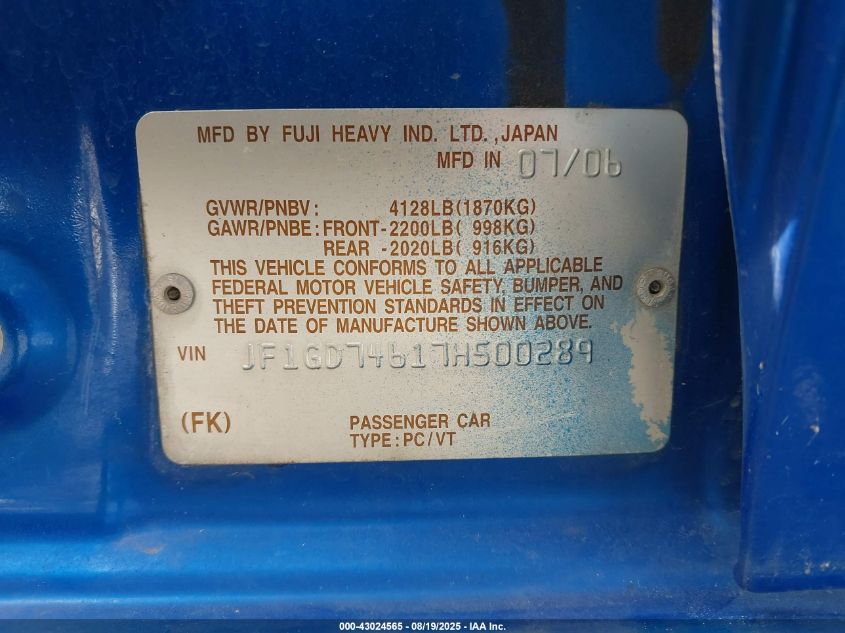 MFD BY FUJI HEAVY IND. LTD.,JAPAN
MFD IN 07/06
GVWR/PNBV: 4128LB(1870KG)
GAWR/PNBE: FRONT-2200LB( 998KG)
REAR -2020LB( 916KG)
THIS VEHICLE CONFORMS TO ALL APPLICABLE
FEDERAL MOTOR VEHICLE SAFETY, BUMPER, AND
THEFT PREVENTION STANDARDS IN EFFECT ON
THE DATE OF MANUFACTURE SHOWN ABOVE.
VIN JF1GD74617H500289
(FK) PASSENGER CAR
TYPE: PC/VT
000-43024565 - 08/19/2025 - IAA Inc.